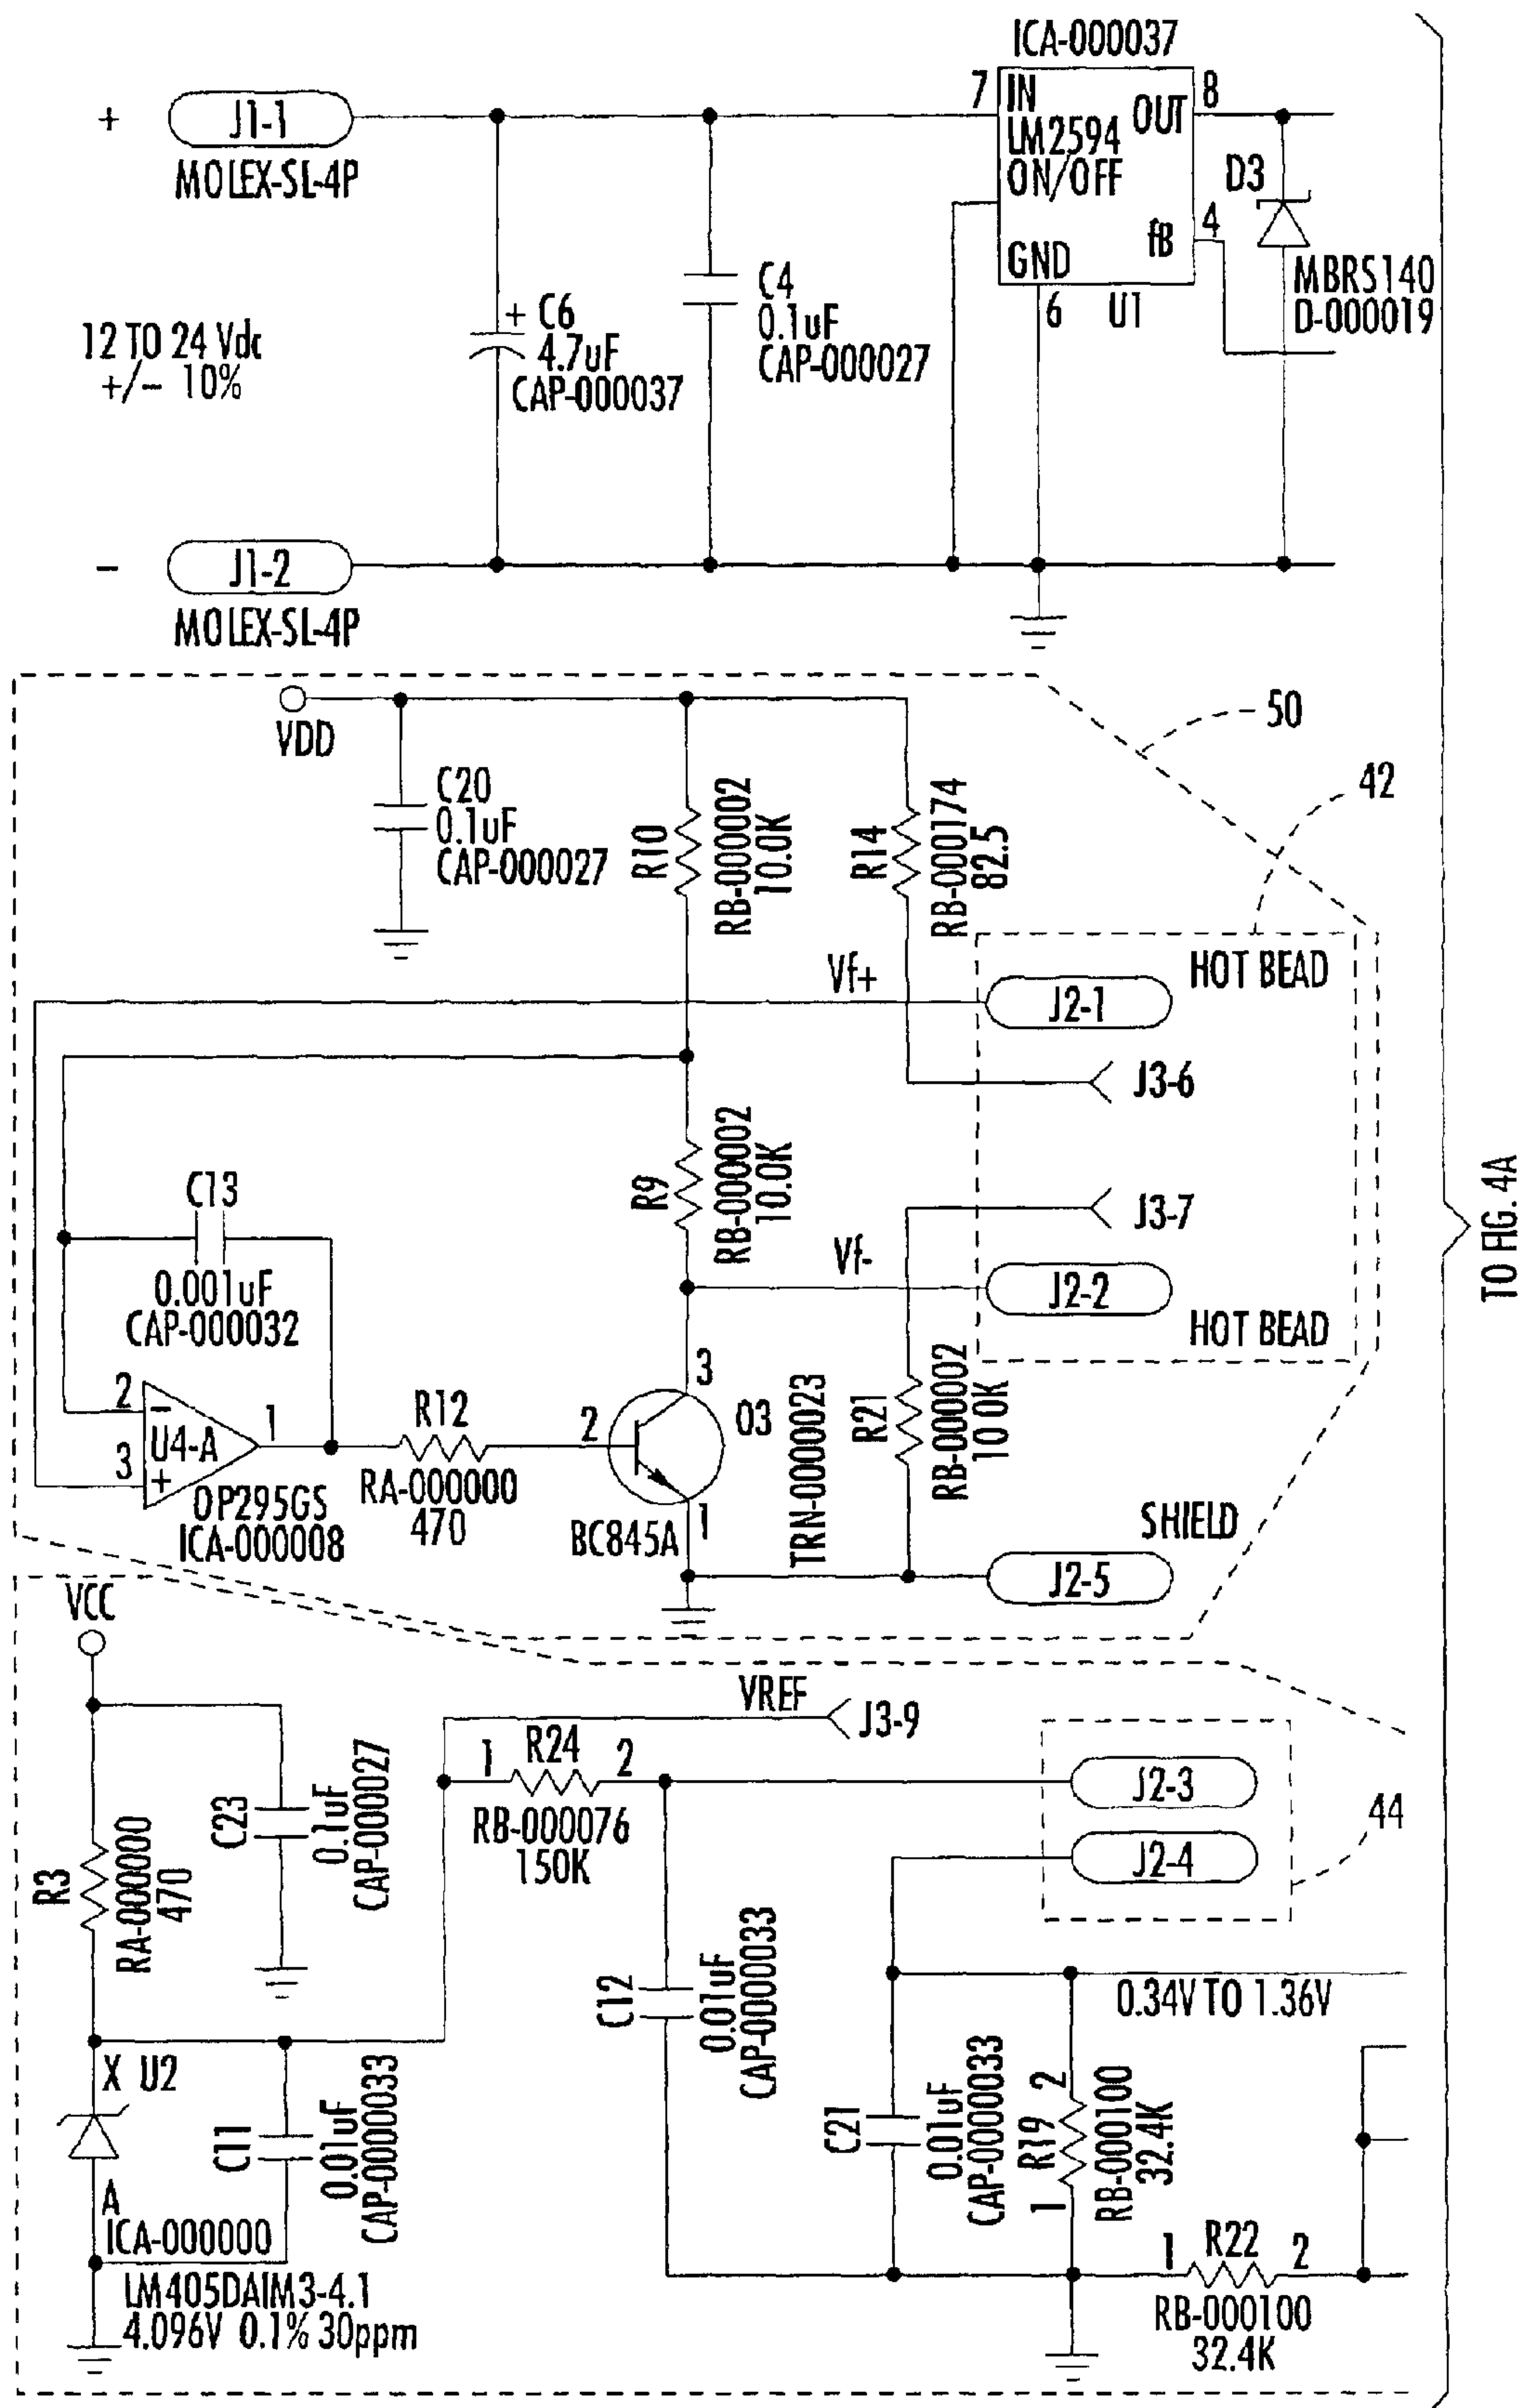 ICA-000037
+ J1-1
MOLEX-SL-4P
7 IN
LM2594
ON/OFF
OUT 8
fB 4
GND
6 U1
D3
MBRS140
D-000019
12 TO 24 Vdc
+/- 10%
+ C6
4.7uF
CAP-000037
C4
0.1uF
CAP-000027
- J1-2
MOLEX-SL-4P
50
42
VDD
C20
0.1uF
CAP-000027
R10
RB-000002
10.0K
R14
RB-000174
82.5
HOT BEAD
Vf+
J2-1
J3-6
R9
RB-000002
10.0K
J3-7
Vf-
J2-2
HOT BEAD
C13
0.001uF
CAP-000032
2 -
U4-A
3 +
1
OP295GS
ICA-000008
R12
RA-000000
470
2
3
1
O3
BC845A
TRN-0000023
R21
RB-000002
10 0K
SHIELD
J2-5
TO FIG. 4A
VCC
VREF
J3-9
R3
RA-000000
470
C23
0.1uF
CAP-000027
1 R24 2
RB-000076
150K
J2-3
J2-4
44
C12
0.01uF
CAP-0000033
0.34V TO 1.36V
X U2
A
ICA-000000
LM405DAIM3-4.1
4.096V 0.1% 30ppm
C11
0.01uF
CAP-0000033
C21
0.01uF
CAP-0000033
1 R19 2
RB-000100
32.4K
1 R22 2
RB-000100
32.4K